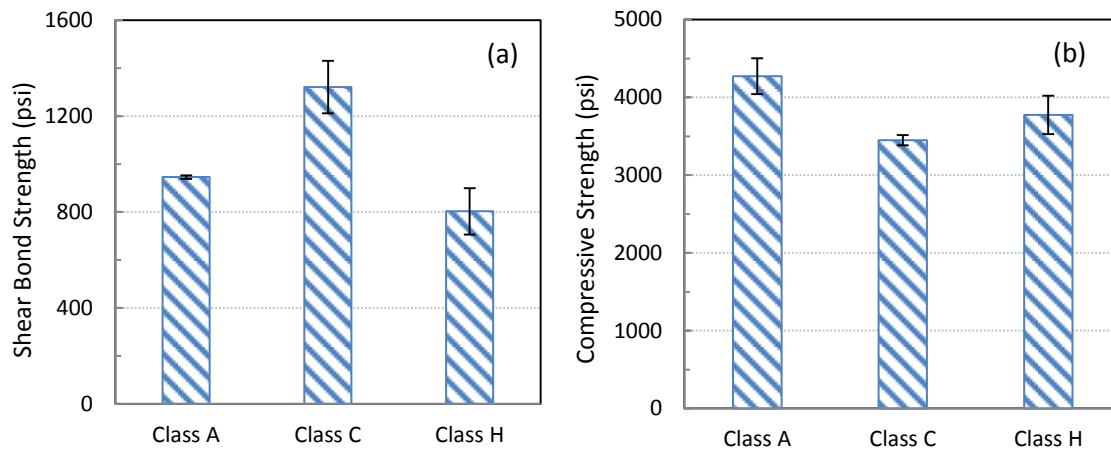 (a)
Shear Bond Strength (psi)
1600
1200
800
400
0
Class A Class C Class H
(b)
Compressive Strength (psi)
5000
4000
3000
2000
1000
0
Class A Class C Class H